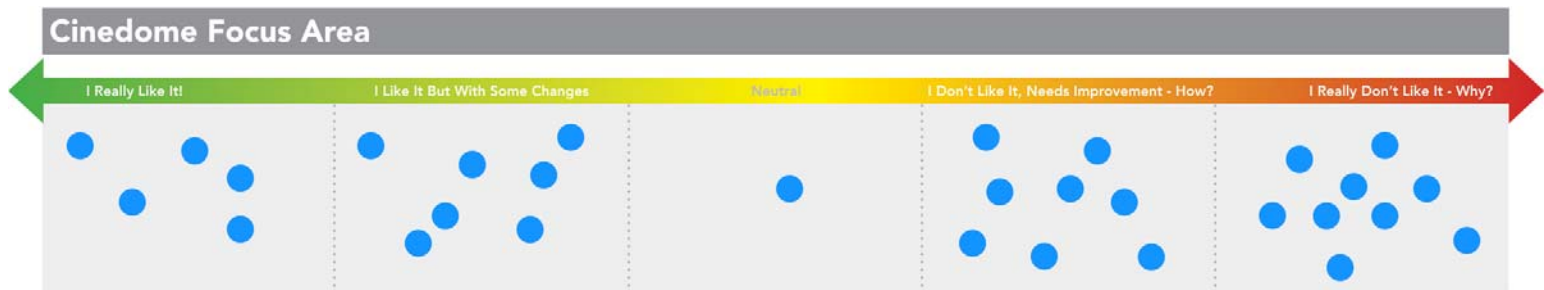 Cinedome Focus Area
I Really Like It!
I Like It But With Some Changes
Neutral
I Don't Like It, Needs Improvement - How?
I Really Don't Like It - Why?